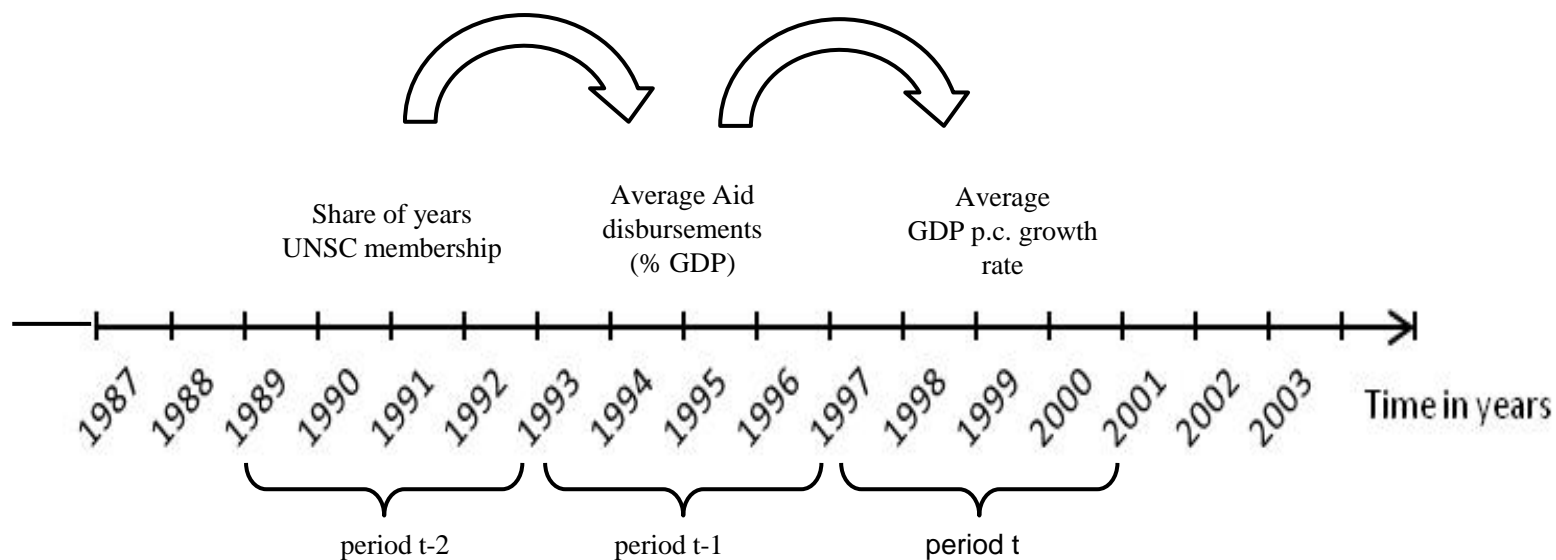 Share of years
UNSC membership
Average Aid
disbursements
(% GDP)
Average
GDP p.c. growth
rate
1987
1988
1989
1990
1991
1992
1993
1994
1995
1996
1997
1998
1999
2000
2001
2002
2003
Time in years
period t-2
period t-1
period t